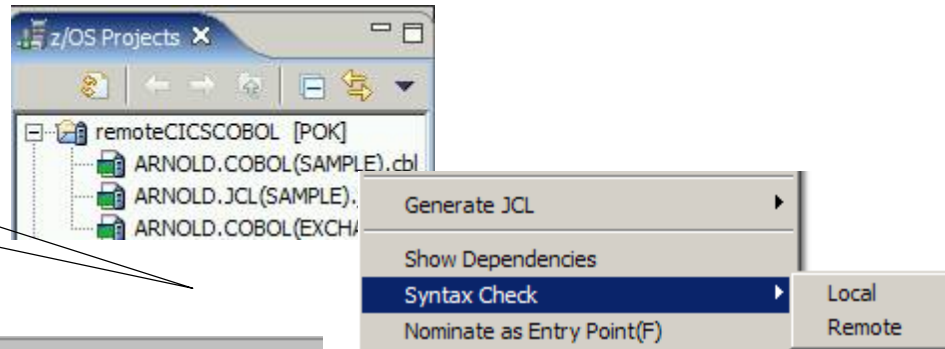 z/OS Projects
remoteCICSCOBOL [POK]
ARNOLD.COBOL(SAMPLE).cbl
ARNOLD.JCL(SAMPLE).
ARNOLD.COBOL(EXCHA
Generate JCL
Show Dependencies
Syntax Check
Local
Nominate as Entry Point(F)
Remote